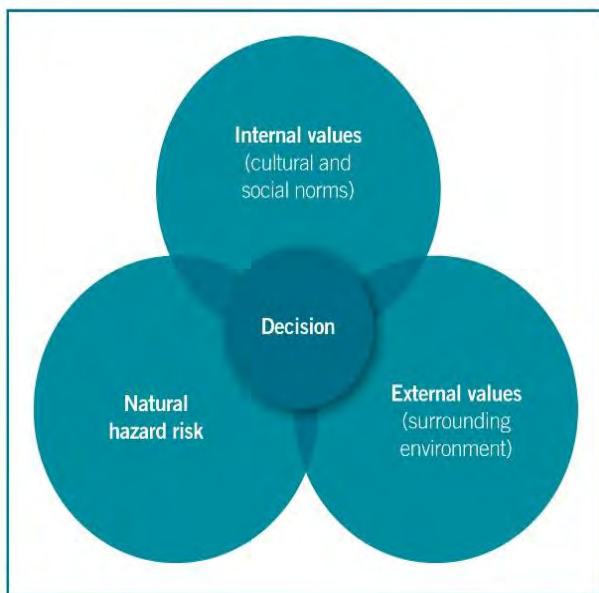 Internal values
(cultural and
social norms)
Decision
Natural
hazard risk
External values
(surrounding
environment)